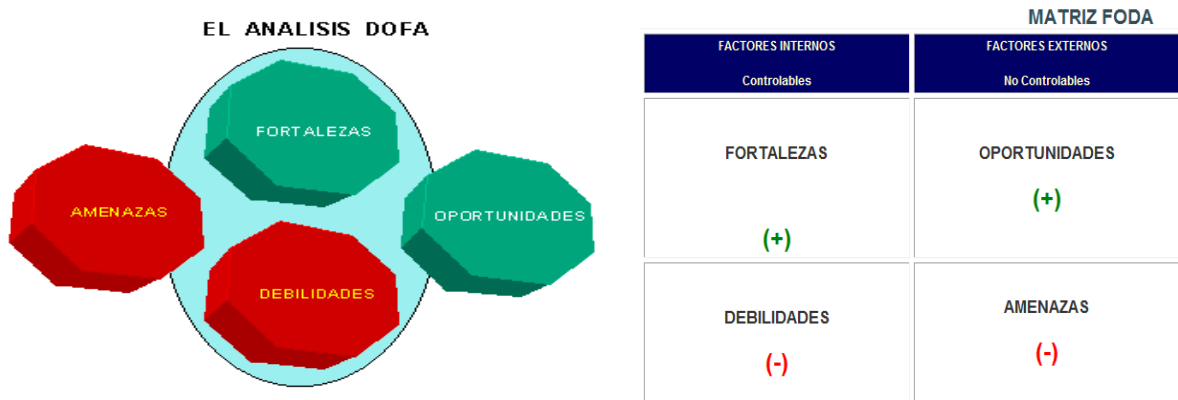 EL ANALISIS DOFA
FORTALEZAS
AMENAZAS
OPORTUNIDADES
DEBILIDADES
MATRIZ FODA
FACTORES INTERNOS
Controlables
FACTORES EXTERNOS
No Controlables
FORTALEZAS
(+)
OPORTUNIDADES
(+)
DEBILIDADES
(-)
AMENAZAS
(-)